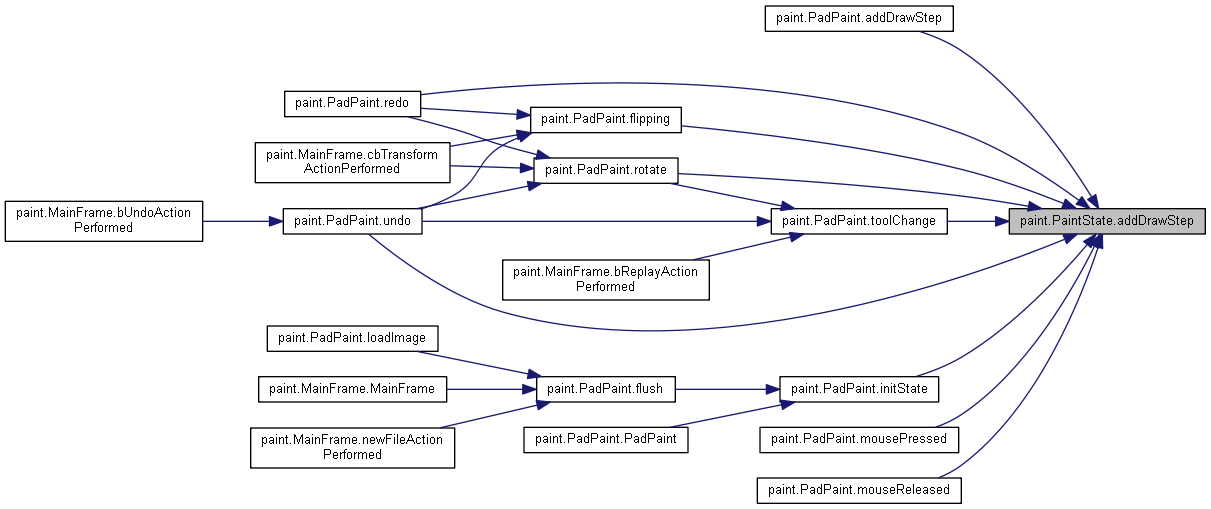 paint.PadPaint.addDrawStep
paint.PadPaint.redo
paint.PadPaint.flipping
paint.MainFrame.cbTransform
ActionPerformed
paint.PadPaint.rotate
paint.MainFrame.bUndoAction
Performed
paint.PadPaint.undo
paint.PadPaint.toolChange
paint.PaintState.addDrawStep
paint.MainFrame.bReplayAction
Performed
paint.PadPaint.loadImage
paint.MainFrame.MainFrame
paint.PadPaint.flush
paint.PadPaint.initState
paint.MainFrame.newFileAction
Performed
paint.PadPaint.PadPaint
paint.PadPaint.mousePressed
paint.PadPaint.mouseReleased